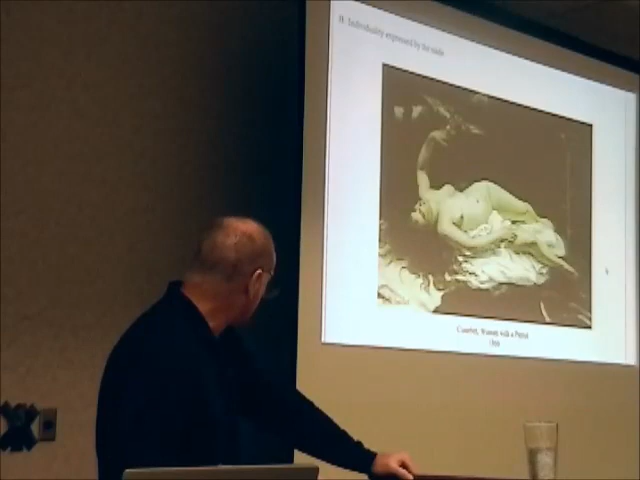 B. Individuality expressed by the nude
Courbet, Woman with a Parrot